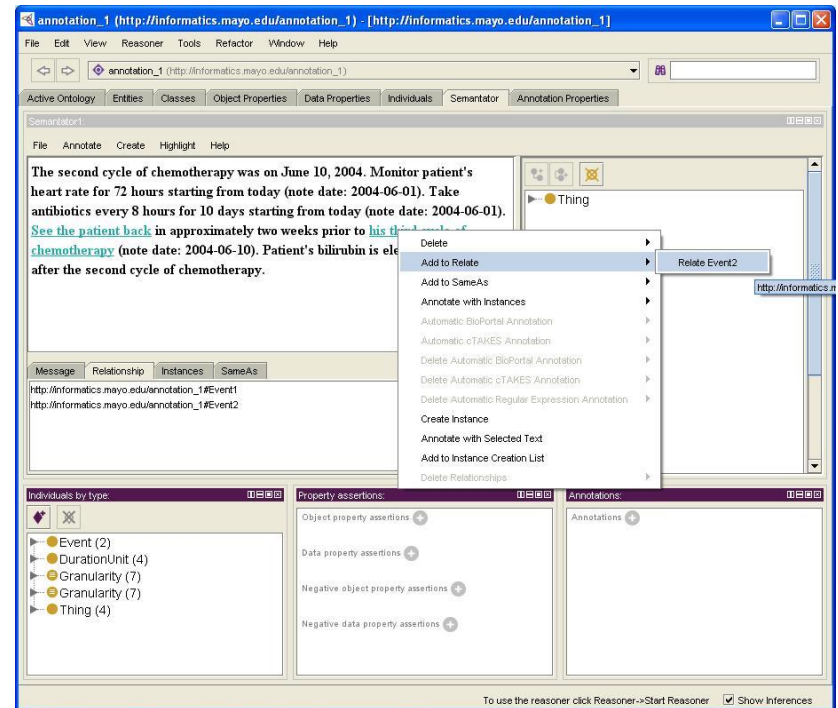 annotation_1 (http://informatics.mayo.edu/annotation_1) - [http://informatics.mayo.edu/annotation_1]
File Edit View Reasoner Tools Refactor Window Help
annotation_1 (http://informatics.mayo.edu/annotation_1)
Active Ontology Entities Classes Object Properties Data Properties Individuals Semantator Annotation Properties
Semantator1:
File Annotate Create Highlight Help
The second cycle of chemotherapy was on June 10, 2004. Monitor patient's
heart rate for 72 hours starting from today (note date: 2004-06-01). Take
antibiotics every 8 hours for 10 days starting from today (note date: 2004-06-01).
See the patient back in approximately two weeks prior to his third cycle of
chemotherapy (note date: 2004-06-10). Patient's bilirubin is ele
after the second cycle of chemotherapy.
Thing
Delete
Add to Relate
Relate Event2
http://informatics.m
Add to SameAs
Annotate with Instances
Automatic BioPortal Annotation
Automatic cTAKES Annotation
Delete Automatic BioPortal Annotation
Delete Automatic cTAKES Annotation
Delete Automatic Regular Expression Annotation
Create Instance
Annotate with Selected Text
Add to Instance Creation List
Delete Relationships
Message Relationship Instances SameAs
http://informatics.mayo.edu/annotation_1#Event1
http://informatics.mayo.edu/annotation_1#Event2
Individuals by type:
Event (2)
DurationUnit (4)
Granularity (7)
Granularity (7)
Thing (4)
Property assertions:
Object property assertions
Data property assertions
Negative object property assertions
Negative data property assertions
Annotations:
Annotations
To use the reasoner click Reasoner->Start Reasoner Show Inferences